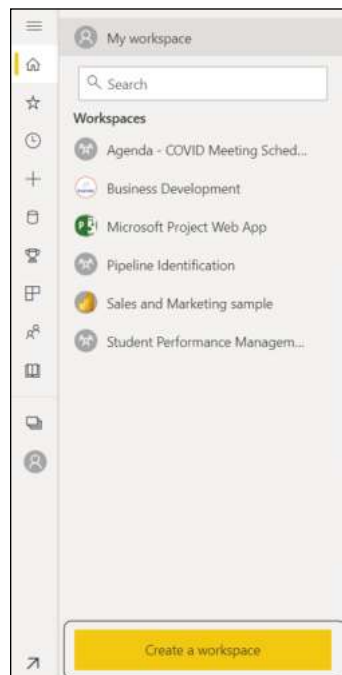 My workspace
Search
Workspaces
Agenda - COVID Meeting Sched...
Business Development
Microsoft Project Web App
Pipeline Identification
Sales and Marketing sample
Student Performance Managem...
Create a workspace